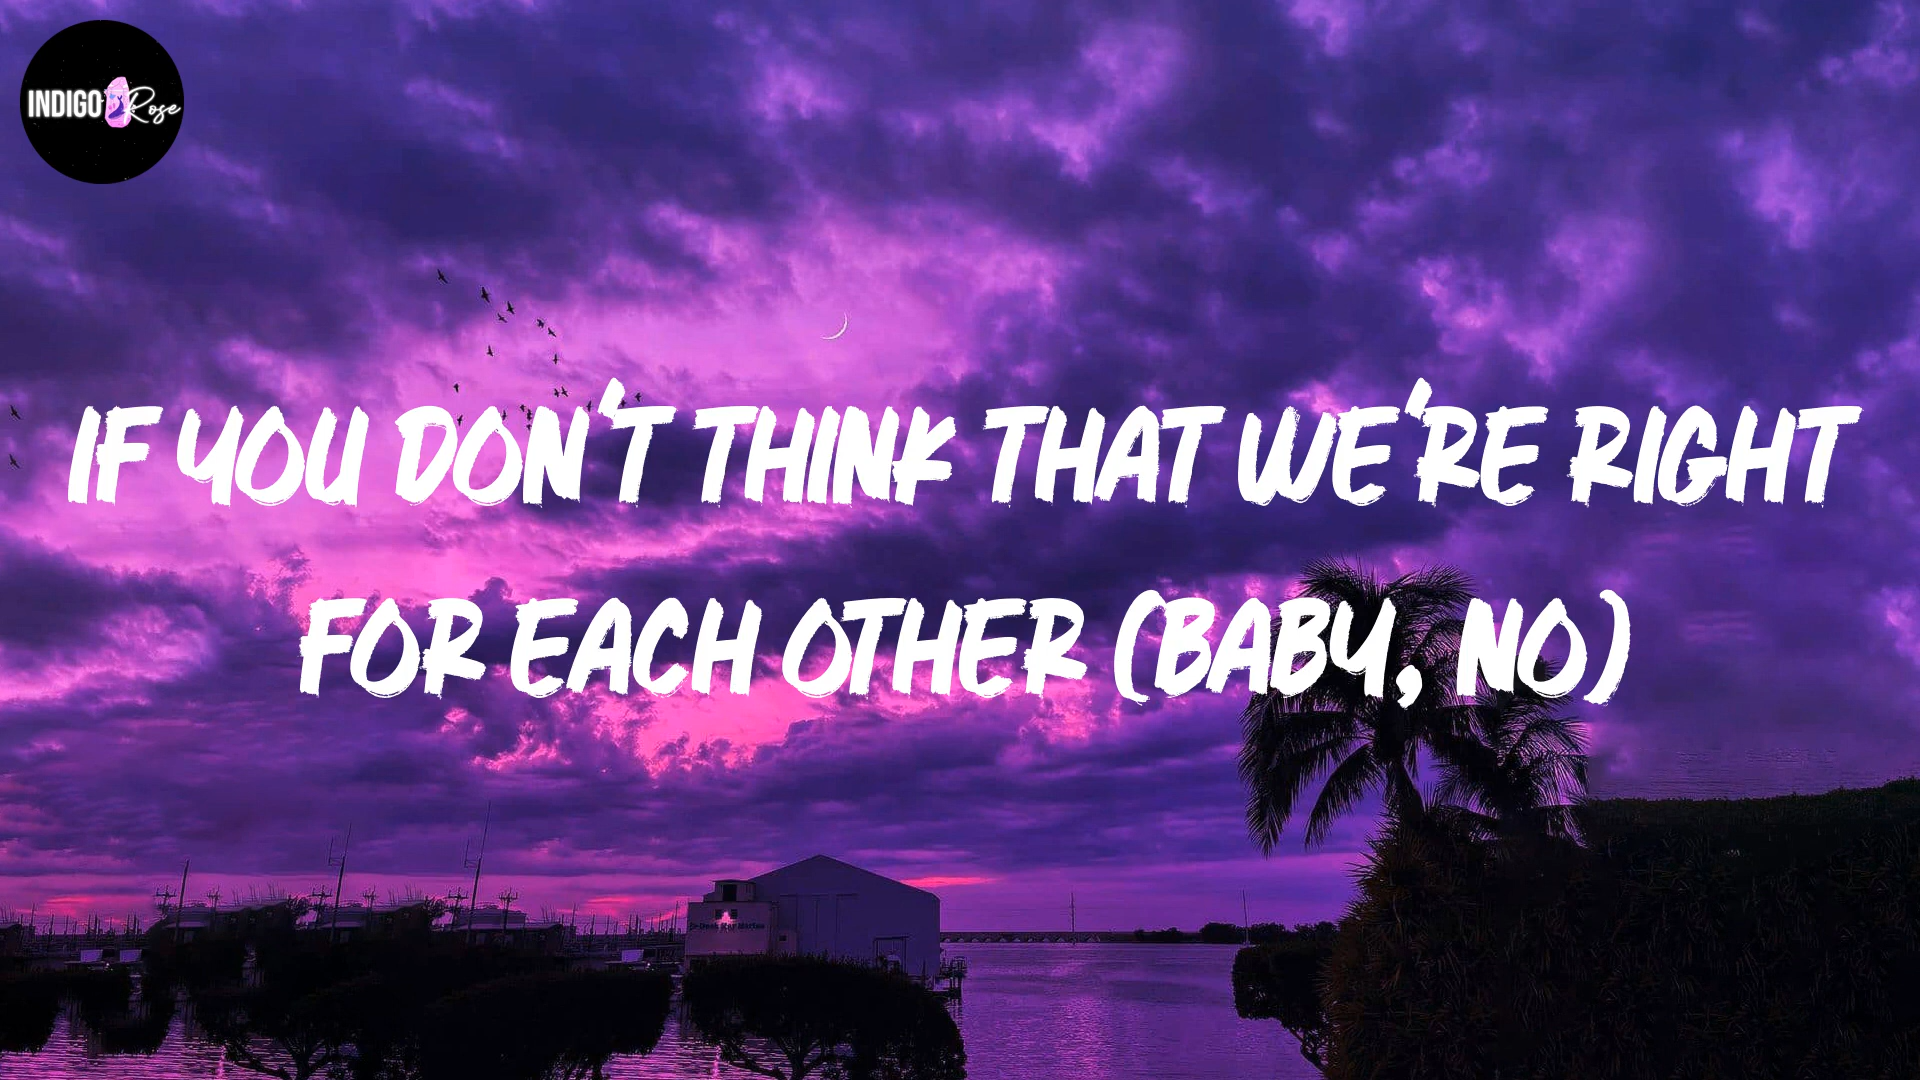 INDIGO Rose
IF YOU DON'T THINK THAT WE'RE RIGHT
FOR EACH OTHER (BABY, NO)